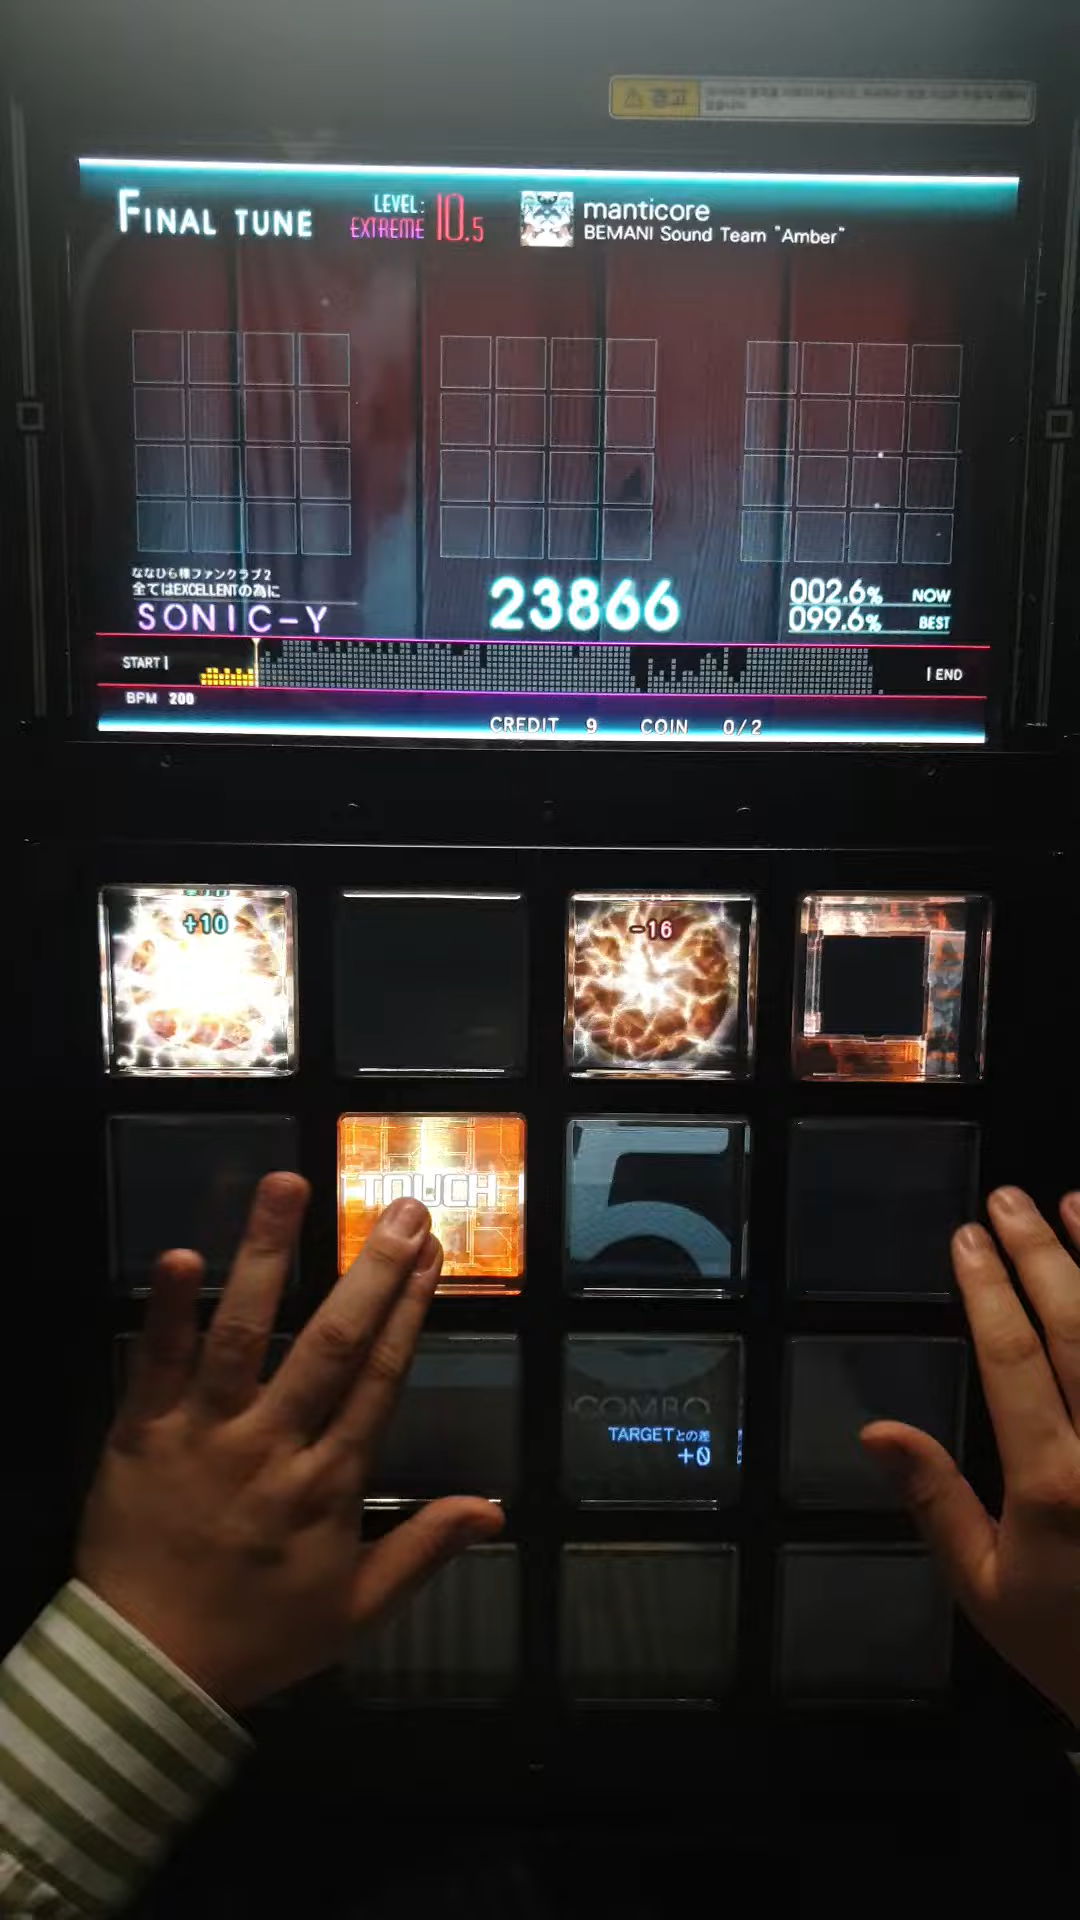 경고
FINAL TUNE
LEVEL:
EXTREME 10.5
manticore
BEMANI Sound Team "Amber"
ななひら様ファンクラブ2
全てはEXCELLENTの為に
SONIC-Y
23866
002.6% NOW
099.6% BEST
START
END
BPM 200
CREDIT 9 COIN 0/2
+10
-16
TOUCH
5
COMBO
TARGETとの差
+0